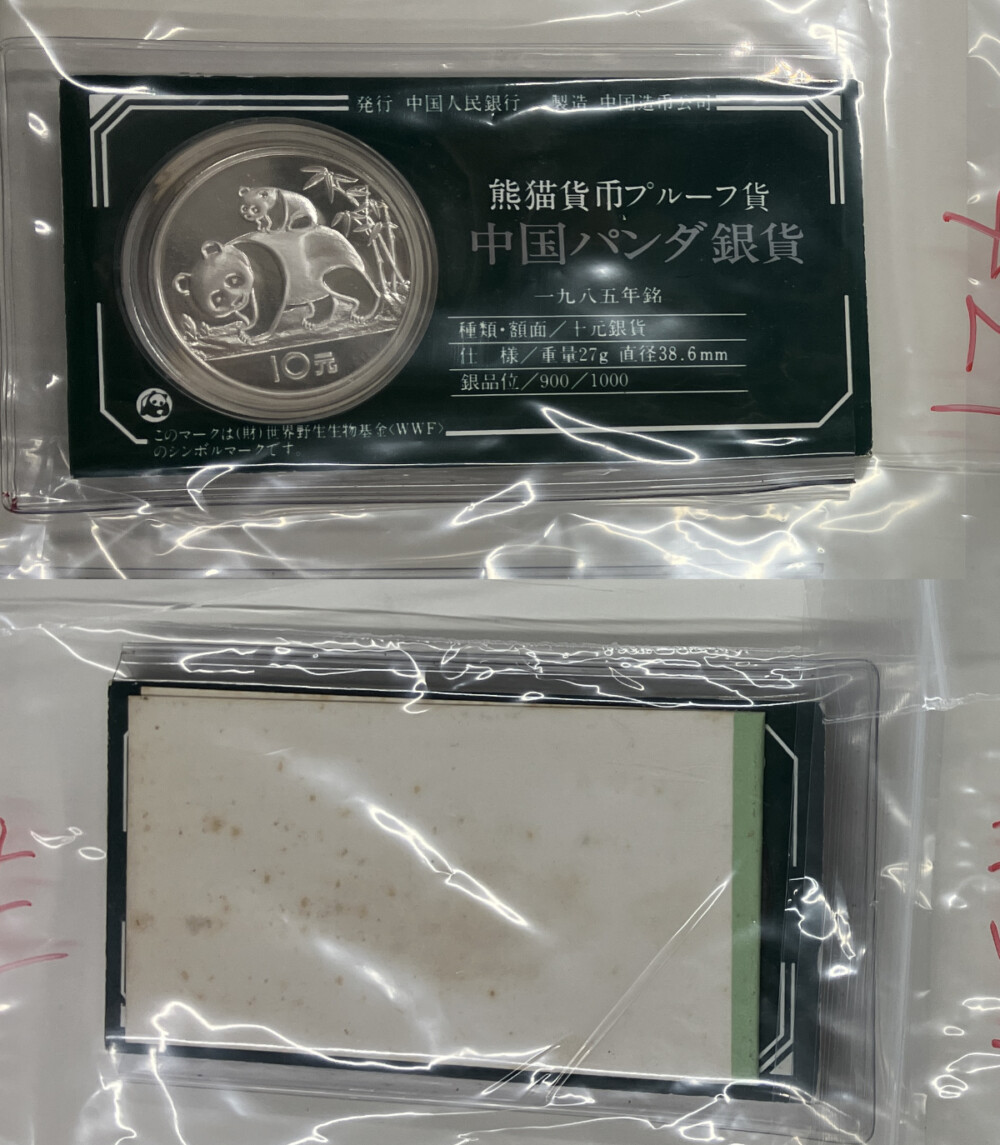 発行 中国人民銀行 製造 中国造币公司
熊猫貨币プルーフ貨
中国パンダ銀貨
一九八五年銘
種類・額面／十元銀貨
仕 様／重量27g 直径38.6mm
銀品位／900／1000
10元
このマークは(財)世界野生生物基金〈WWF〉
のシンボルマークです。